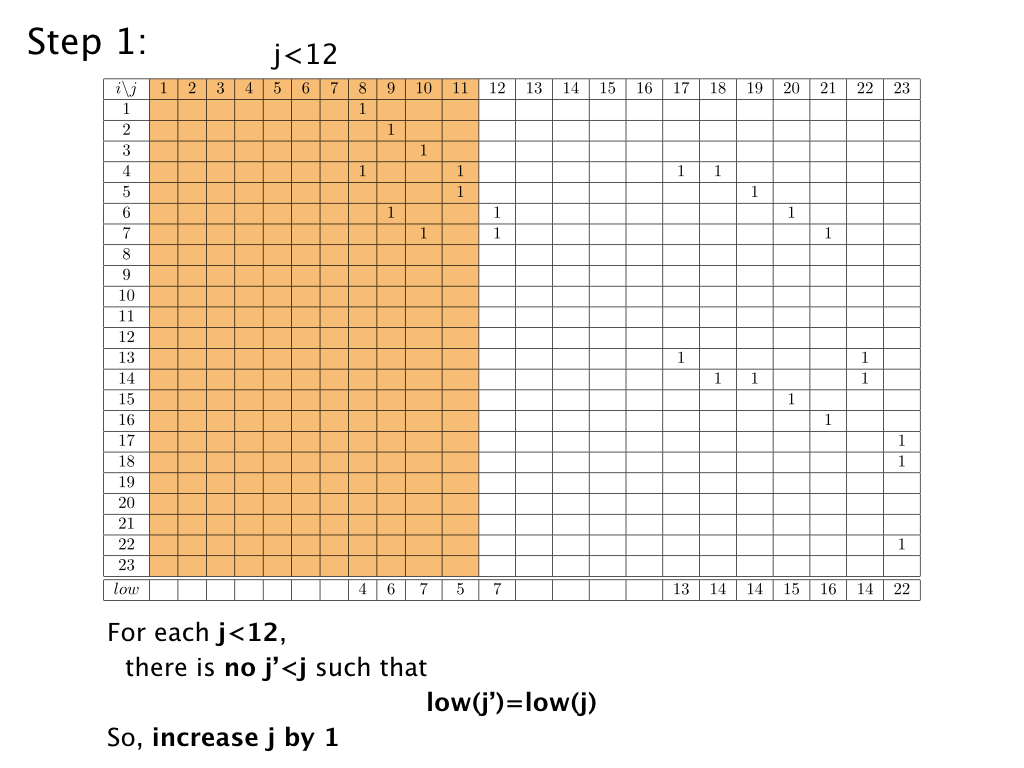 Step 1:
j<12
i\j 1 2 3 4 5 6 7 8 9 10 11 12 13 14 15 16 17 18 19 20 21 22 23
1 1
2 1
3 1
4 1 1 1 1
5 1 1
6 1 1 1
7 1 1 1
8
9
10
11
12
13 1 1
14 1 1 1
15 1
16 1
17 1
18 1
19
20
21
22 1
23
low 4 6 7 5 7 13 14 14 15 16 14 22
For each j<12,
there is no j’<j such that
low(j’)=low(j)
So, increase j by 1